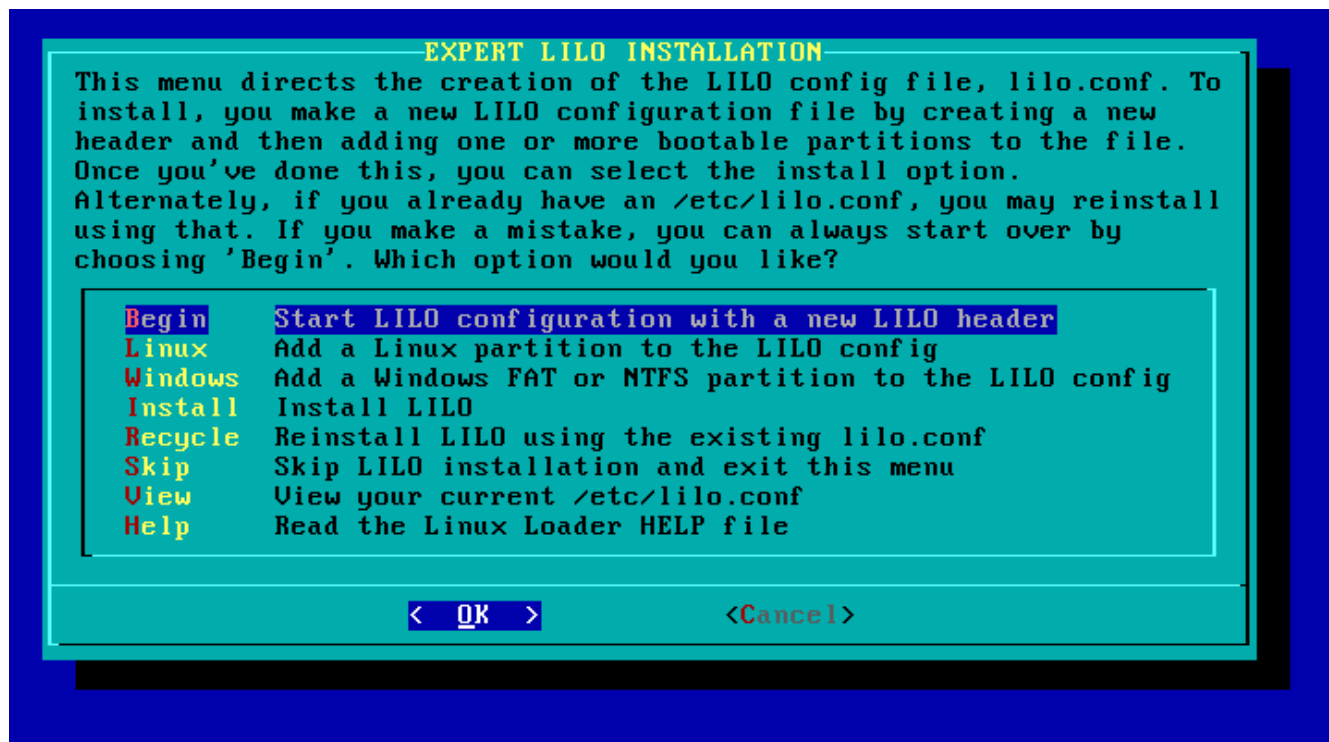 EXPERT LILO INSTALLATION
This menu directs the creation of the LILO config file, lilo.conf. To
install, you make a new LILO configuration file by creating a new
header and then adding one or more bootable partitions to the file.
Once you've done this, you can select the install option.
Alternately, if you already have an /etc/lilo.conf, you may reinstall
using that. If you make a mistake, you can always start over by
choosing 'Begin'. Which option would you like?
Begin Start LILO configuration with a new LILO header
Linux Add a Linux partition to the LILO config
Windows Add a Windows FAT or NTFS partition to the LILO config
Install Install LILO
Recycle Reinstall LILO using the existing lilo.conf
Skip Skip LILO installation and exit this menu
View View your current /etc/lilo.conf
Help Read the Linux Loader HELP file
< OK > <Cancel>